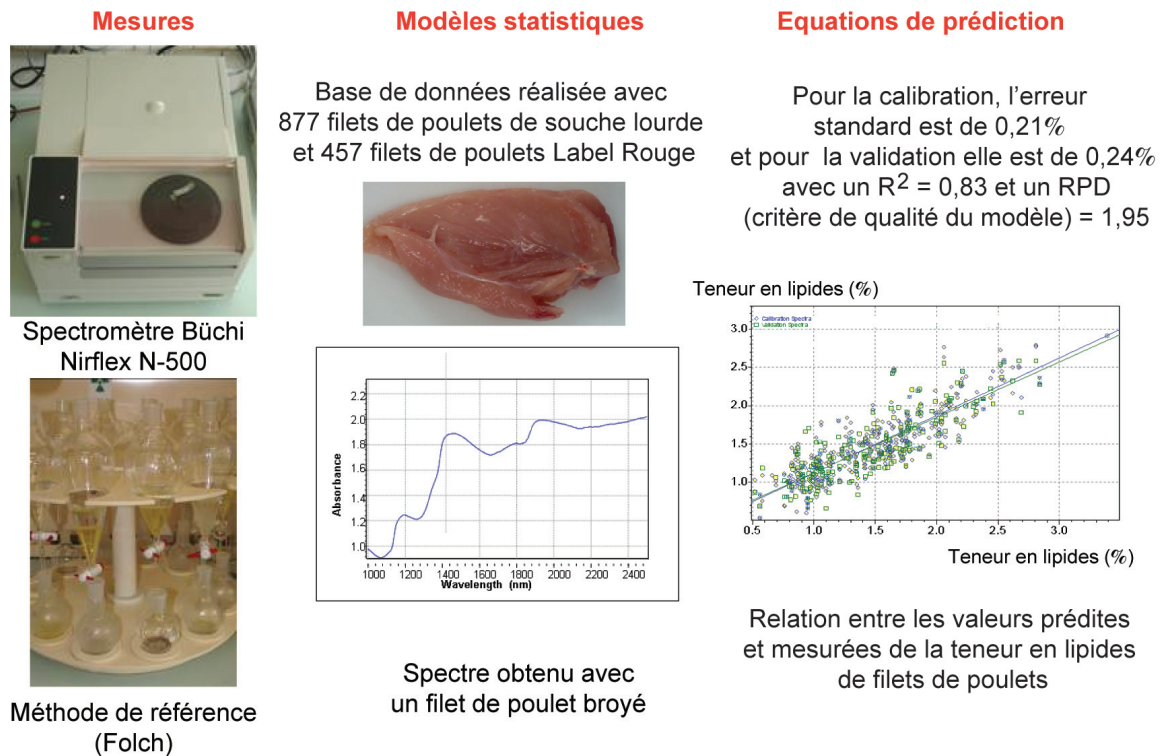 Mesures
Spectromètre Büchi
Nirflex N-500
Méthode de référence
(Folch)
Modèles statistiques
Base de données réalisée avec
877 filets de poulets de souche lourde
et 457 filets de poulets Label Rouge
Absorbance
2.2
2.0
1.8
1.6
1.4
1.2
1.0
1000 1200 1400 1600 1800 2000 2200 2400
Wavelength (nm)
Spectre obtenu avec
un filet de poulet broyé
Equations de prédiction
Pour la calibration, l'erreur
standard est de 0,21%
et pour la validation elle est de 0,24%
avec un R² = 0,83 et un RPD
(critère de qualité du modèle) = 1,95
Teneur en lipides (%)
Calibration Spectra
Validation Spectra
3.0
2.5
2.0
1.5
1.0
0.5 1.0 1.5 2.0 2.5 3.0
Teneur en lipides (%)
Relation entre les valeurs prédites
et mesurées de la teneur en lipides
de filets de poulets